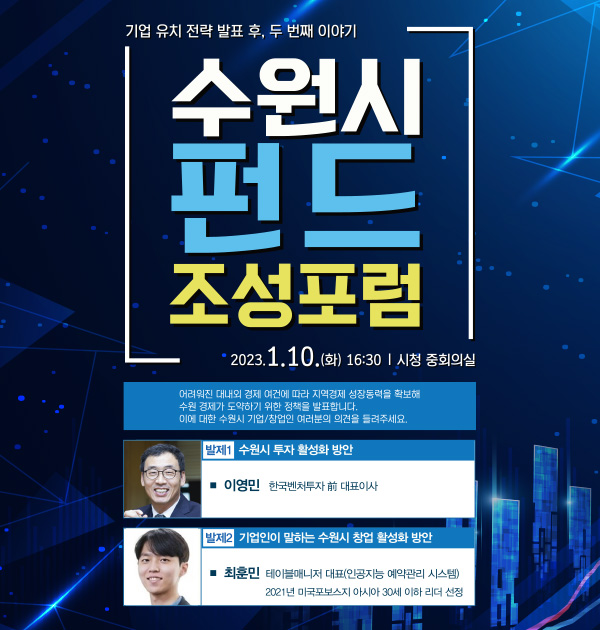 기업 유치 전략 발표 후, 두 번째 이야기
수원시
펀드
조성포럼
2023.1.10.(화) 16:30 | 시청 중회의실
어려워진 대내외 경제 여건에 따라 지역경제 성장동력을 확보해
수원 경제가 도약하기 위한 정책을 발표합니다.
이에 대한 수원시 기업/창업인 여러분의 의견을 들려주세요.
발제1 수원시 투자 활성화 방안
■ 이영민 한국벤처투자 前 대표이사
발제2 기업인이 말하는 수원시 창업 활성화 방안
■ 최훈민 테이블매니저 대표(인공지능 예약관리 시스템)
2021년 미국포보스지 아시아 30세 이하 리더 선정